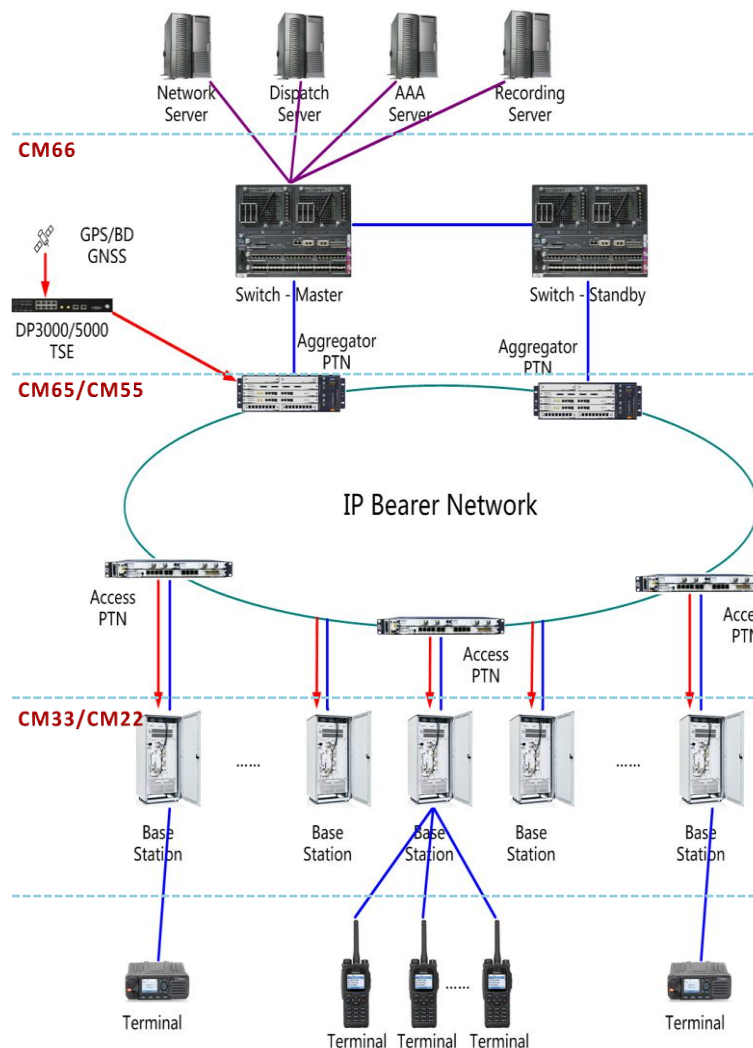 Network
Server
Dispatch
Server
AAA
Server
Recording
Server
CM66
GPS/BD
GNSS
Switch - Master
Switch - Standby
DP3000/5000
TSE
Aggregator
PTN
Aggregator
PTN
CM65/CM55
IP Bearer Network
Access
PTN
Access
PTN
Acces
PTN
CM33/CM22
......
......
Base
Station
Base
Station
Base
Station
Base
Station
Base
Station
......
Terminal
Terminal
Terminal
Terminal
Terminal